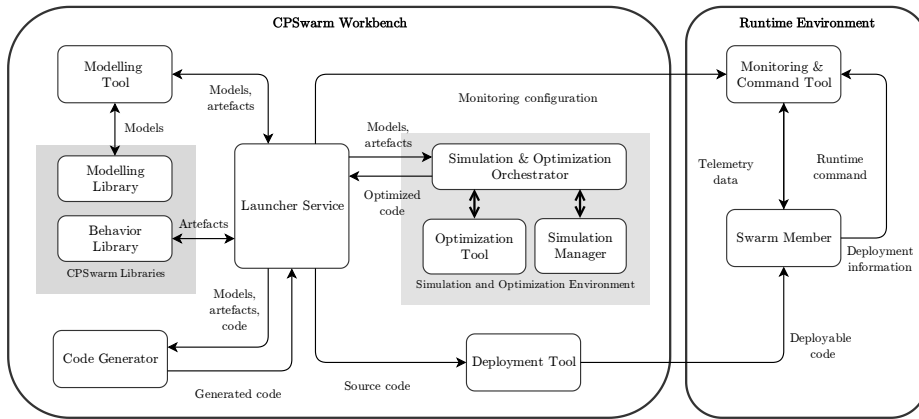 CPSwarm Workbench
Runtime Environment
Modelling
Tool
Models,
artefacts
Monitoring configuration
Monitoring &
Command Tool
Models
Models,
artefacts
Modelling
Library
Launcher Service
Simulation & Optimization
Orchestrator
Optimized
code
Telemetry
data
Runtime
command
Behavior
Library
Artefacts
CPSwarm Libraries
Optimization
Tool
Simulation
Manager
Simulation and Optimization Environment
Swarm Member
Deployment
information
Models,
artefacts,
code
Code Generator
Generated code
Source code
Deployment Tool
Deployable
code